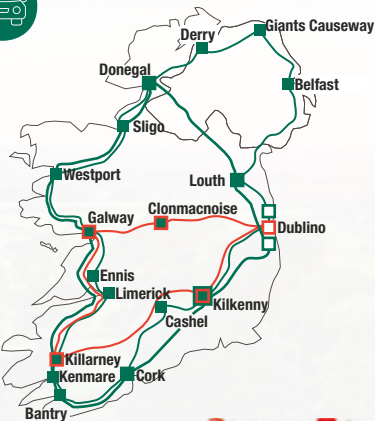 Giants Causeway
Derry
Donegal
Belfast
Sligo
Westport
Louth
Clonmacnoise
Galway
Dublino
Ennis
Limerick
Kilkenny
Cashel
Killarney
Kenmare
Cork
Bantry